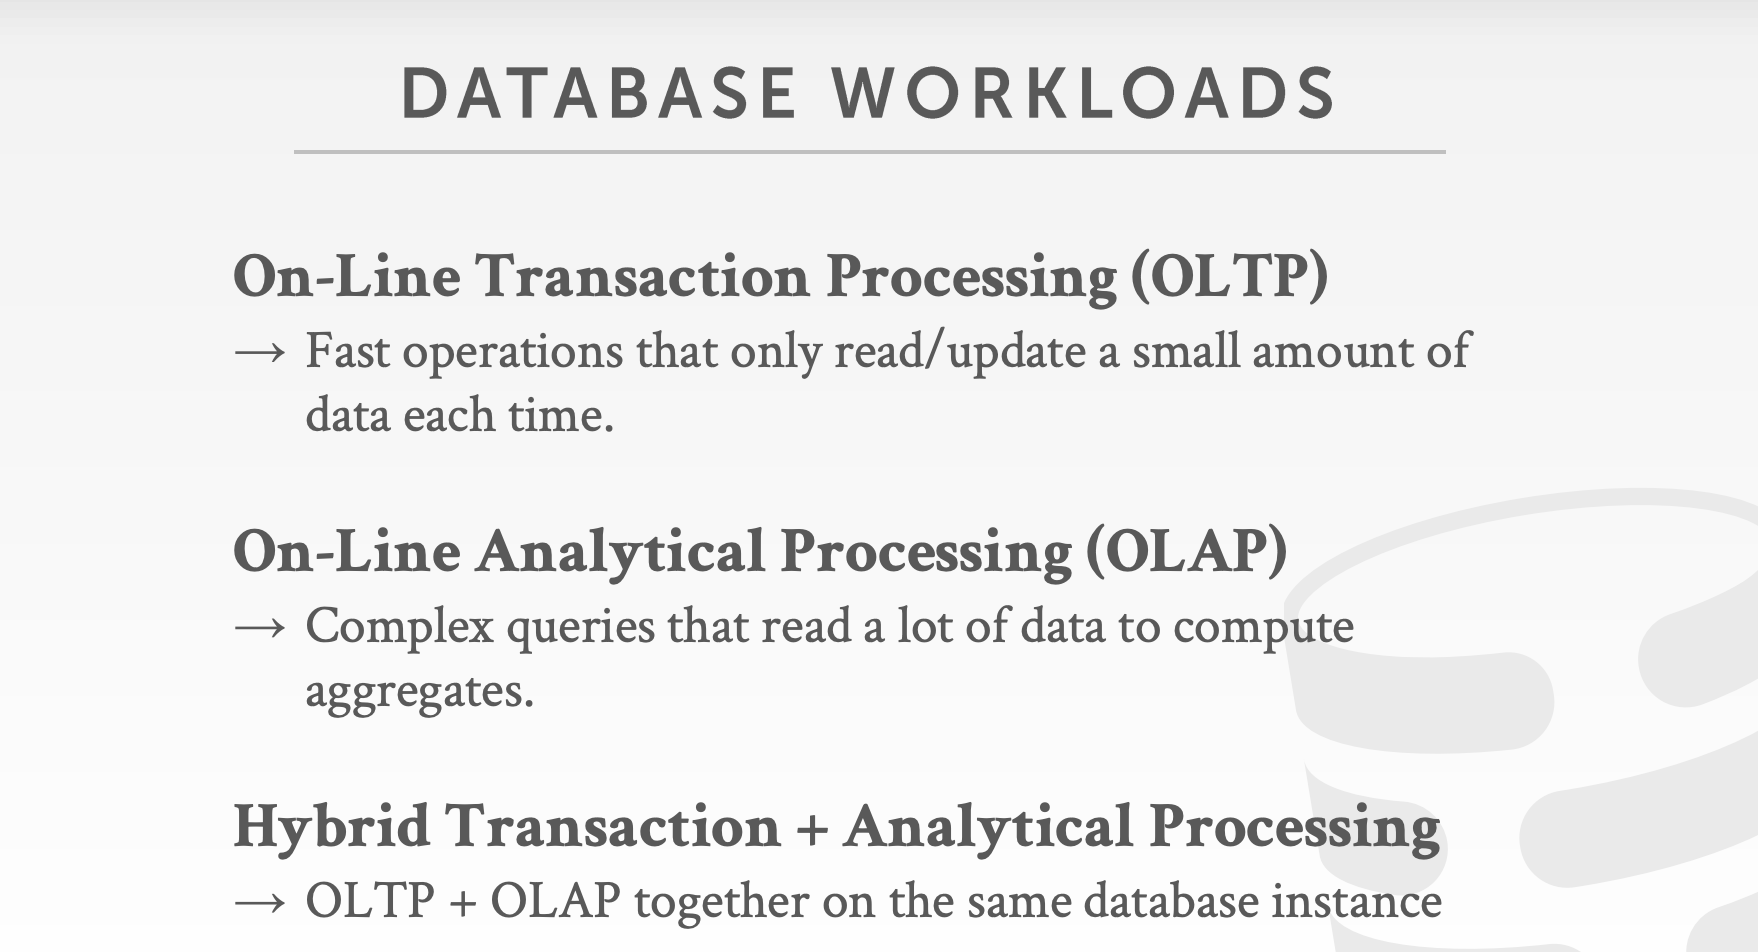 DATABASE WORKLOADS
On-Line Transaction Processing (OLTP)
→ Fast operations that only read/update a small amount of
data each time.
On-Line Analytical Processing (OLAP)
→ Complex queries that read a lot of data to compute
aggregates.
Hybrid Transaction + Analytical Processing
→ OLTP + OLAP together on the same database instance